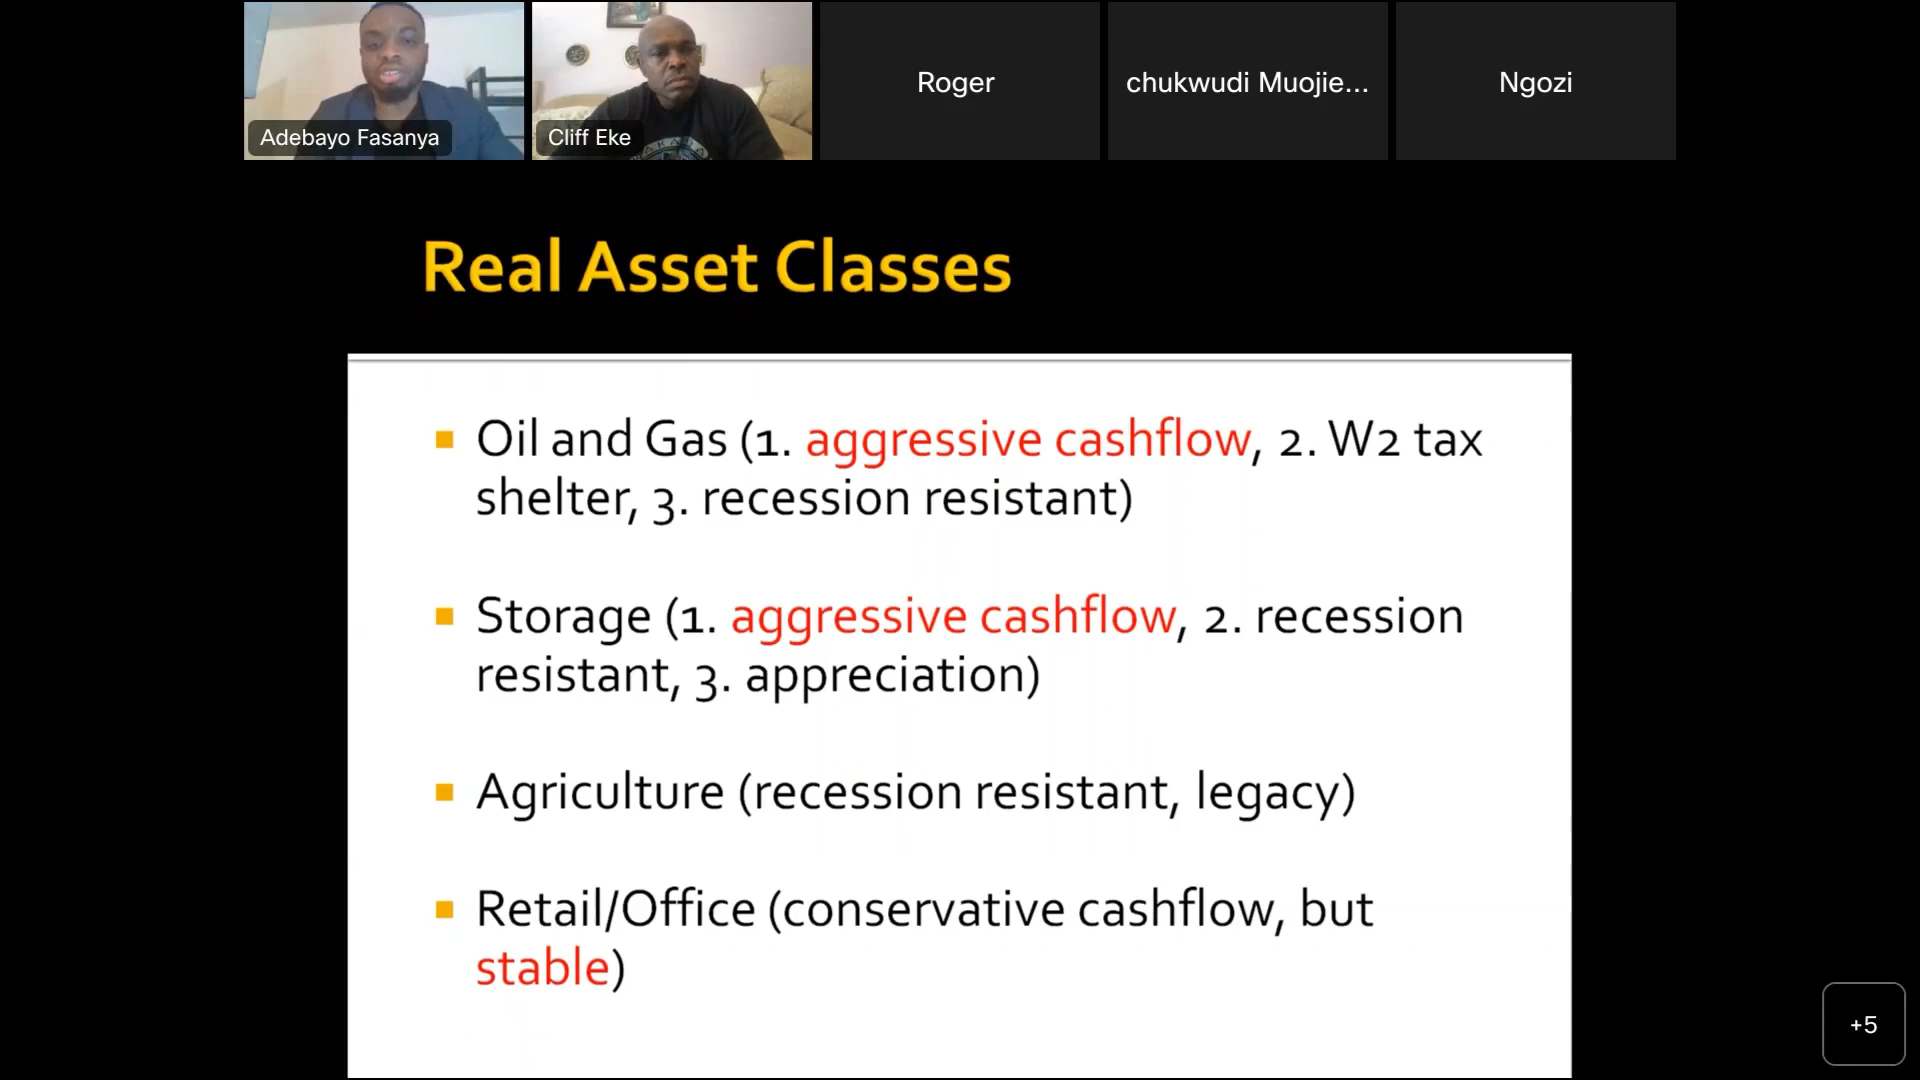 Adebayo Fasanya
Cliff Eke
Roger
chukwudi Muojie...
Ngozi
Real Asset Classes
Oil and Gas (1. aggressive cashflow, 2. W2 tax
shelter, 3. recession resistant)
Storage (1. aggressive cashflow, 2. recession
resistant, 3. appreciation)
Agriculture (recession resistant, legacy)
Retail/Office (conservative cashflow, but
stable)
+5